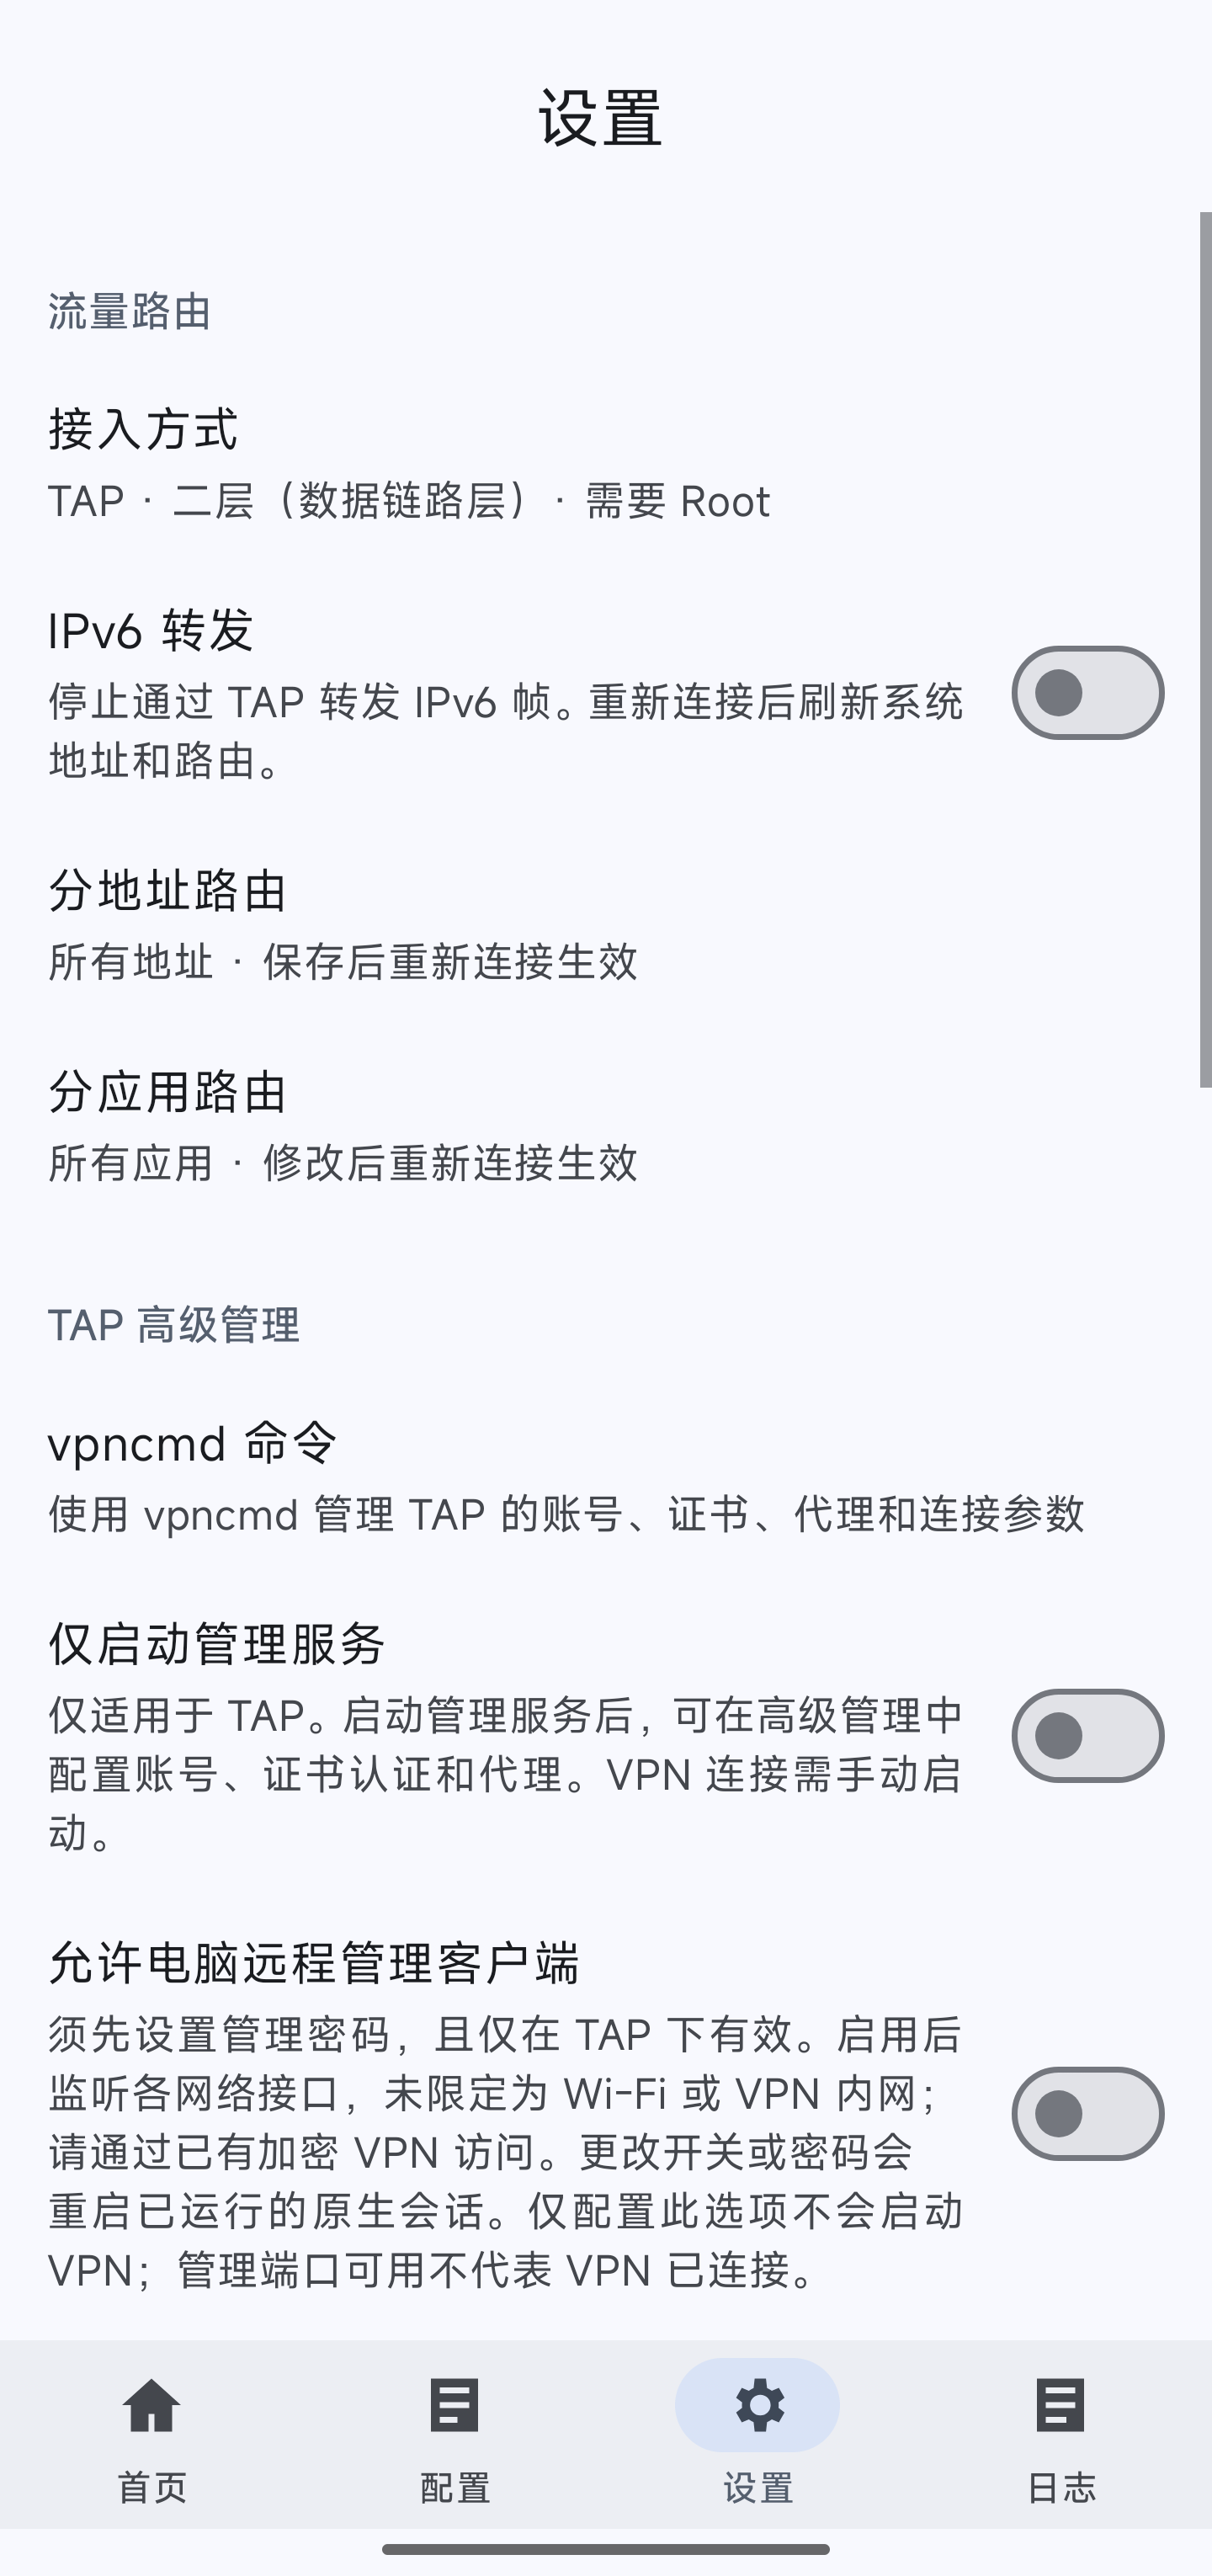 设置
流量路由
接入方式
TAP · 二层（数据链路层） · 需要 Root
IPv6 转发
停止通过 TAP 转发 IPv6 帧。重新连接后刷新系统
地址和路由。
分地址路由
所有地址 · 保存后重新连接生效
分应用路由
所有应用 · 修改后重新连接生效
TAP 高级管理
vpncmd 命令
使用 vpncmd 管理 TAP 的账号、证书、代理和连接参数
仅启动管理服务
仅适用于 TAP。启动管理服务后，可在高级管理中
配置账号、证书认证和代理。VPN 连接需手动启
动。
允许电脑远程管理客户端
须先设置管理密码，且仅在 TAP 下有效。启用后
监听各网络接口，未限定为 Wi-Fi 或 VPN 内网；
请通过已有加密 VPN 访问。更改开关或密码会
重启已运行的原生会话。仅配置此选项不会启动
VPN；管理端口可用不代表 VPN 已连接。
首页
配置
设置
日志